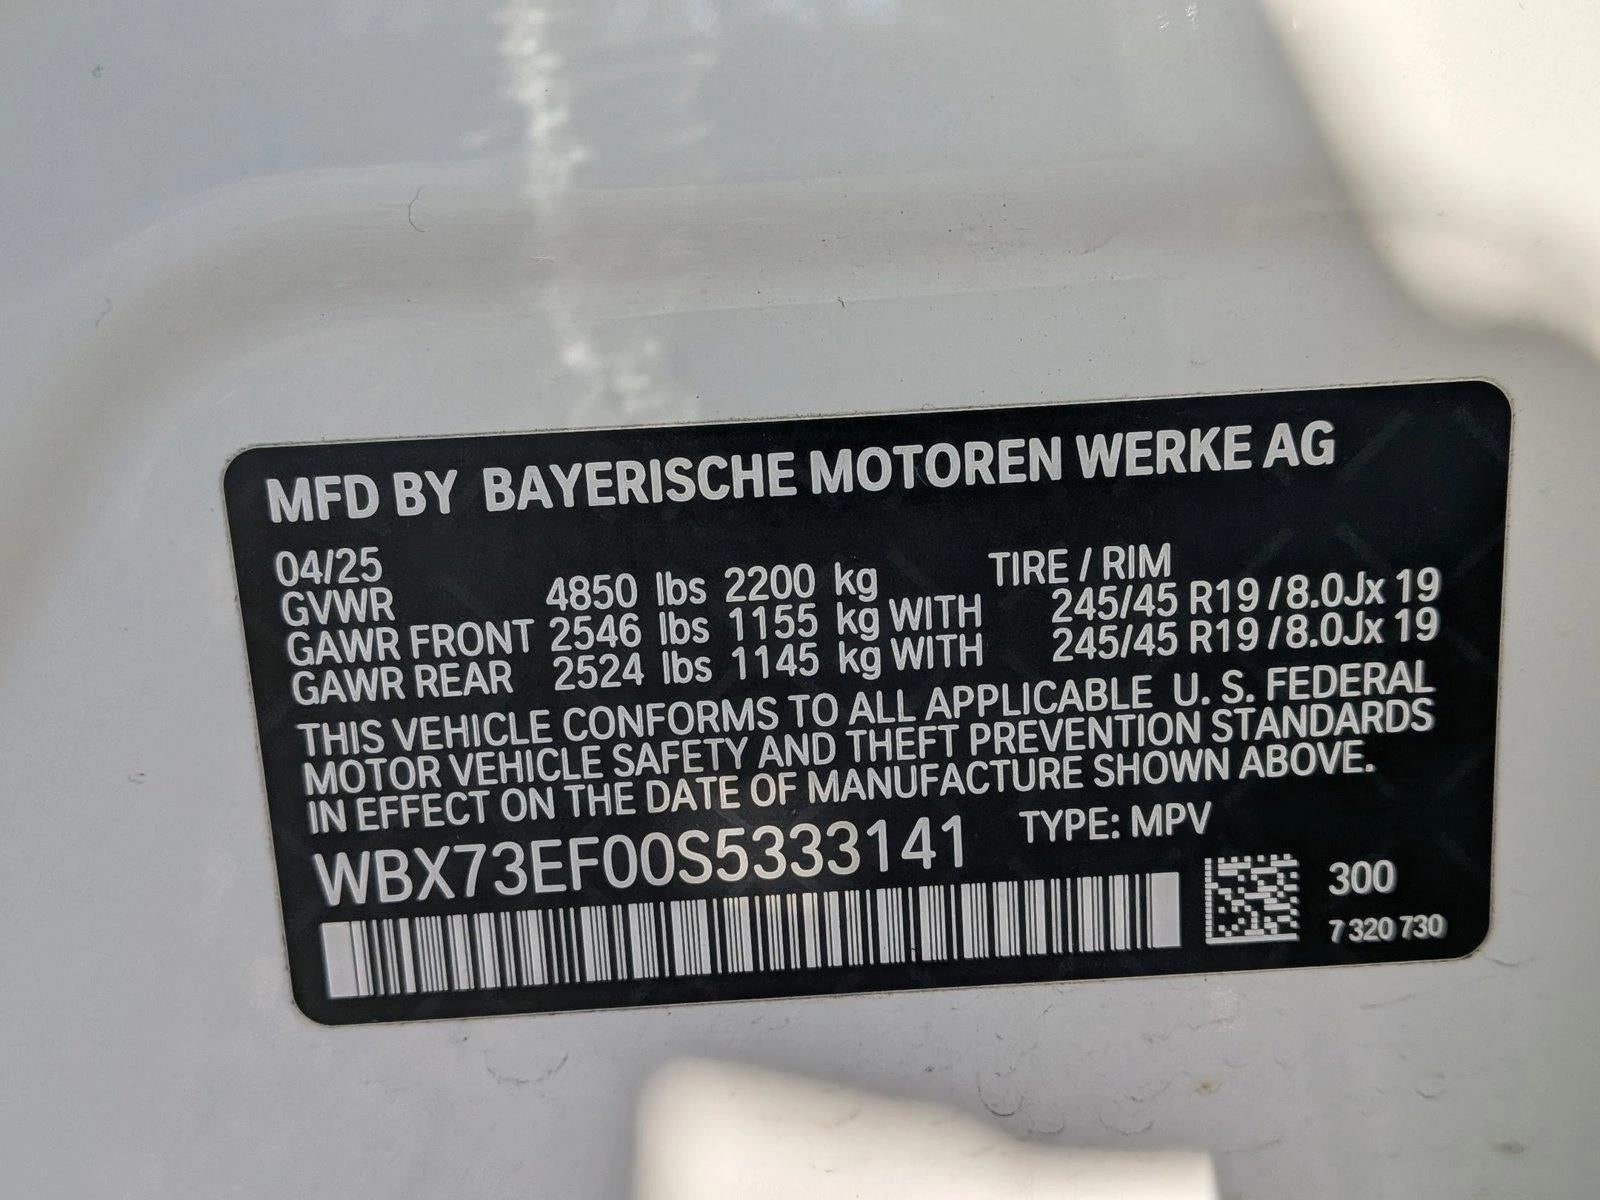 MFD BY BAYERISCHE MOTOREN WERKE AG
04/25 TIRE / RIM
GVWR 4850 lbs 2200 kg
GAWR FRONT 2546 lbs 1155 kg WITH 245/45 R19 /8.0Jx 19
GAWR REAR 2524 lbs 1145 kg WITH 245/45 R19 /8.0Jx 19
THIS VEHICLE CONFORMS TO ALL APPLICABLE U. S. FEDERAL
MOTOR VEHICLE SAFETY AND THEFT PREVENTION STANDARDS
IN EFFECT ON THE DATE OF MANUFACTURE SHOWN ABOVE.
WBX73EF00S5333141 TYPE: MPV
300
7 320 730